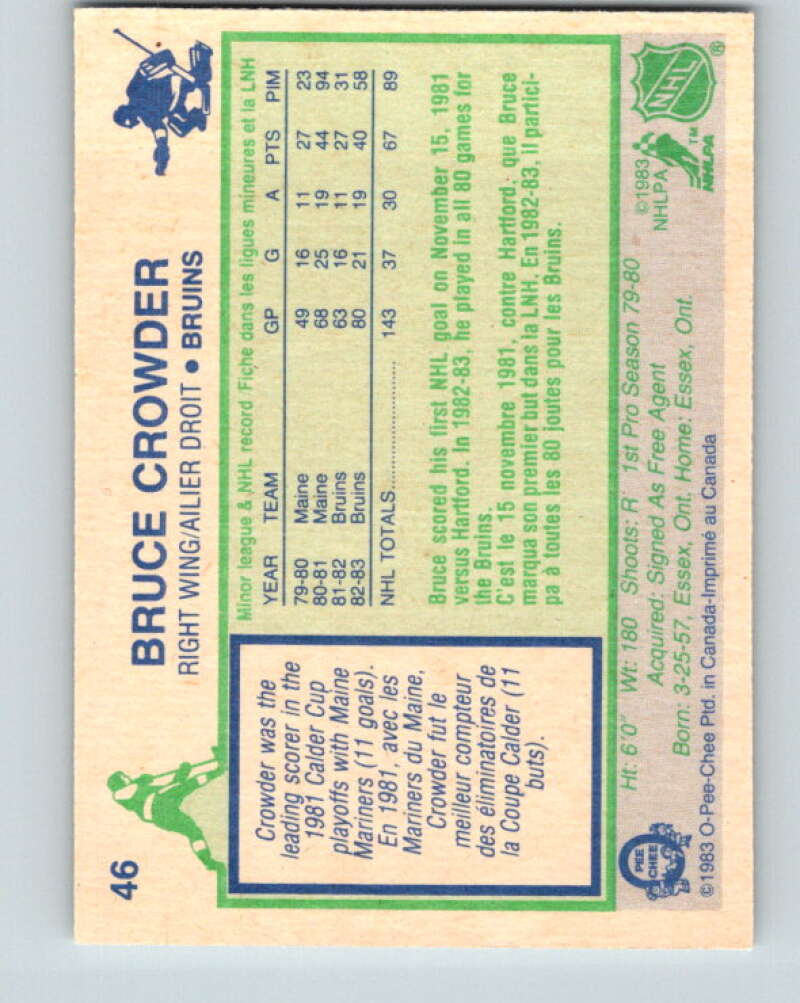 46
BRUCE CROWDER
RIGHT WING/AILIER DROIT • BRUINS
Crowder was the
leading scorer in the
1981 Calder Cup
playoffs with Maine
Mariners (11 goals).
En 1981, avec les
Mariners du Maine,
Crowder fut le
meilleur compteur
des éliminatoires de
la Coupe Calder (11
buts).
Minor league & NHL record Fiche dans les ligues mineures et la LNH
YEAR TEAM GP G A PTS PIM
79-80 Maine 49 16 11 27 23
80-81 Maine 68 25 19 44 94
81-82 Bruins 63 16 11 27 31
82-83 Bruins 80 21 19 40 58
NHL TOTALS 143 37 30 67 89
Bruce scored his first NHL goal on November 15, 1981
versus Hartford. In 1982-83, he played in all 80 games for
the Bruins.
C'est le 15 novembre 1981, contre Hartford, que Bruce
marqua son premier but dans la LNH. En 1982-83, il partici-
pa à toutes les 80 joutes pour les Bruins.
Ht: 6'0" Wt: 180 Shoots: R 1st Pro Season 79-80
Acquired: Signed As Free Agent
Born: 3-25-57, Essex, Ont. Home: Essex, Ont.
©1983 O-Pee-Chee Ptd. in Canada-Imprimé au Canada
O PEE CHEE
©1983
NHLPA
NHL ®
TM
NHLPA